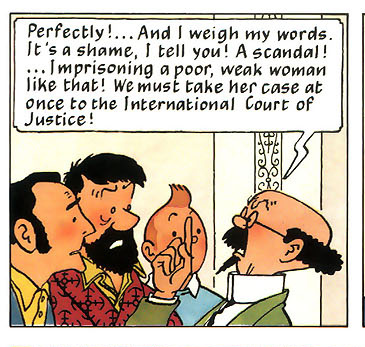 Perfectly!... And I weigh my words.
It's a shame, I tell you! A scandal!
...Imprisoning a poor, weak woman
like that! We must take her case at
once to the International Court of
Justice!